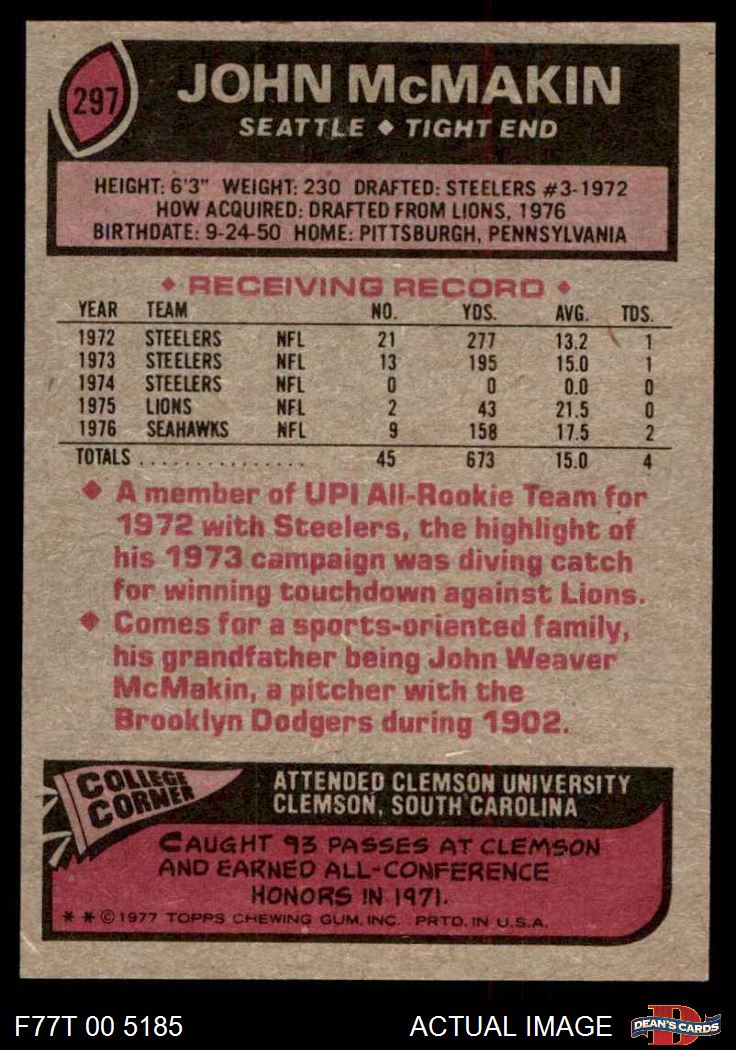 297
JOHN McMAKIN
SEATTLE ◆ TIGHT END
HEIGHT: 6'3" WEIGHT: 230 DRAFTED: STEELERS #3-1972
HOW ACQUIRED: DRAFTED FROM LIONS, 1976
BIRTHDATE: 9-24-50 HOME: PITTSBURGH, PENNSYLVANIA
◆ RECEIVING RECORD ◆
YEAR TEAM NO. YDS. AVG. TDS.
1972 STEELERS NFL 21 277 13.2 1
1973 STEELERS NFL 13 195 15.0 1
1974 STEELERS NFL 0 0 0.0 0
1975 LIONS NFL 2 43 21.5 0
1976 SEAHAWKS NFL 9 158 17.5 2
TOTALS ................ 45 673 15.0 4
◆ A member of UPI All-Rookie Team for
1972 with Steelers, the highlight of
his 1973 campaign was diving catch
for winning touchdown against Lions.
◆ Comes for a sports-oriented family,
his grandfather being John Weaver
McMakin, a pitcher with the
Brooklyn Dodgers during 1902.
COLLEGE
CORNER
ATTENDED CLEMSON UNIVERSITY
CLEMSON, SOUTH CAROLINA
CAUGHT 93 PASSES AT CLEMSON
AND EARNED ALL-CONFERENCE
HONORS IN 1971.
* * © 1977 TOPPS CHEWING GUM, INC. PRTD. IN U.S.A.
F77T 00 5185
ACTUAL IMAGE
D
DEAN'S CARDS